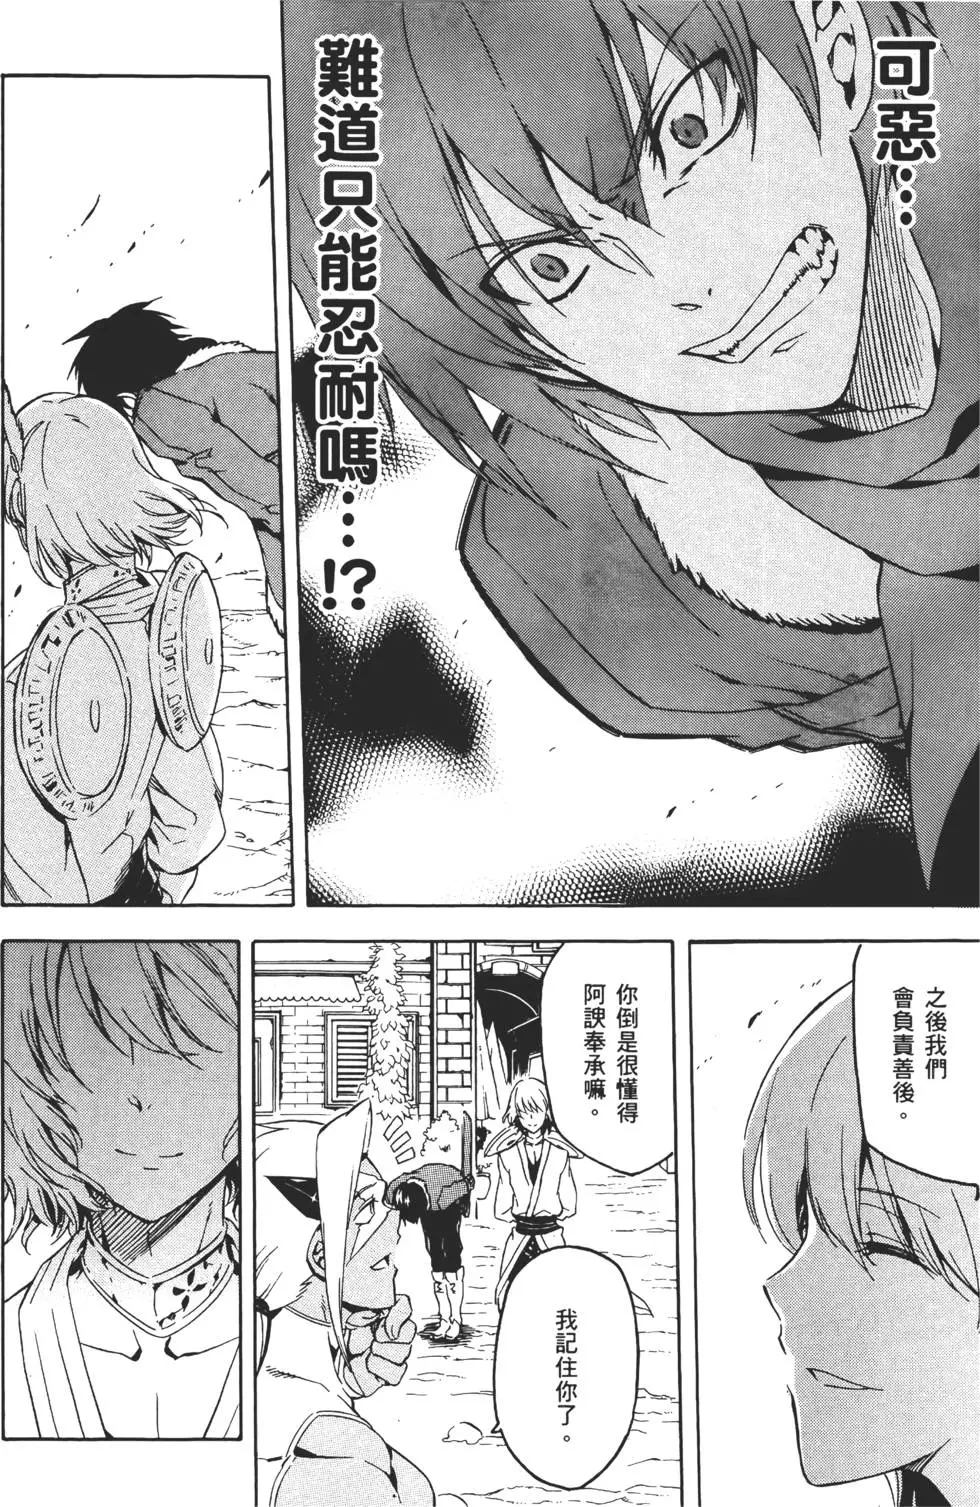 可惡…
難道只能忍耐嗎…!?
之後我們
會負責善後。
你倒是很懂得
阿諛奉承嘛。
我記住你了。